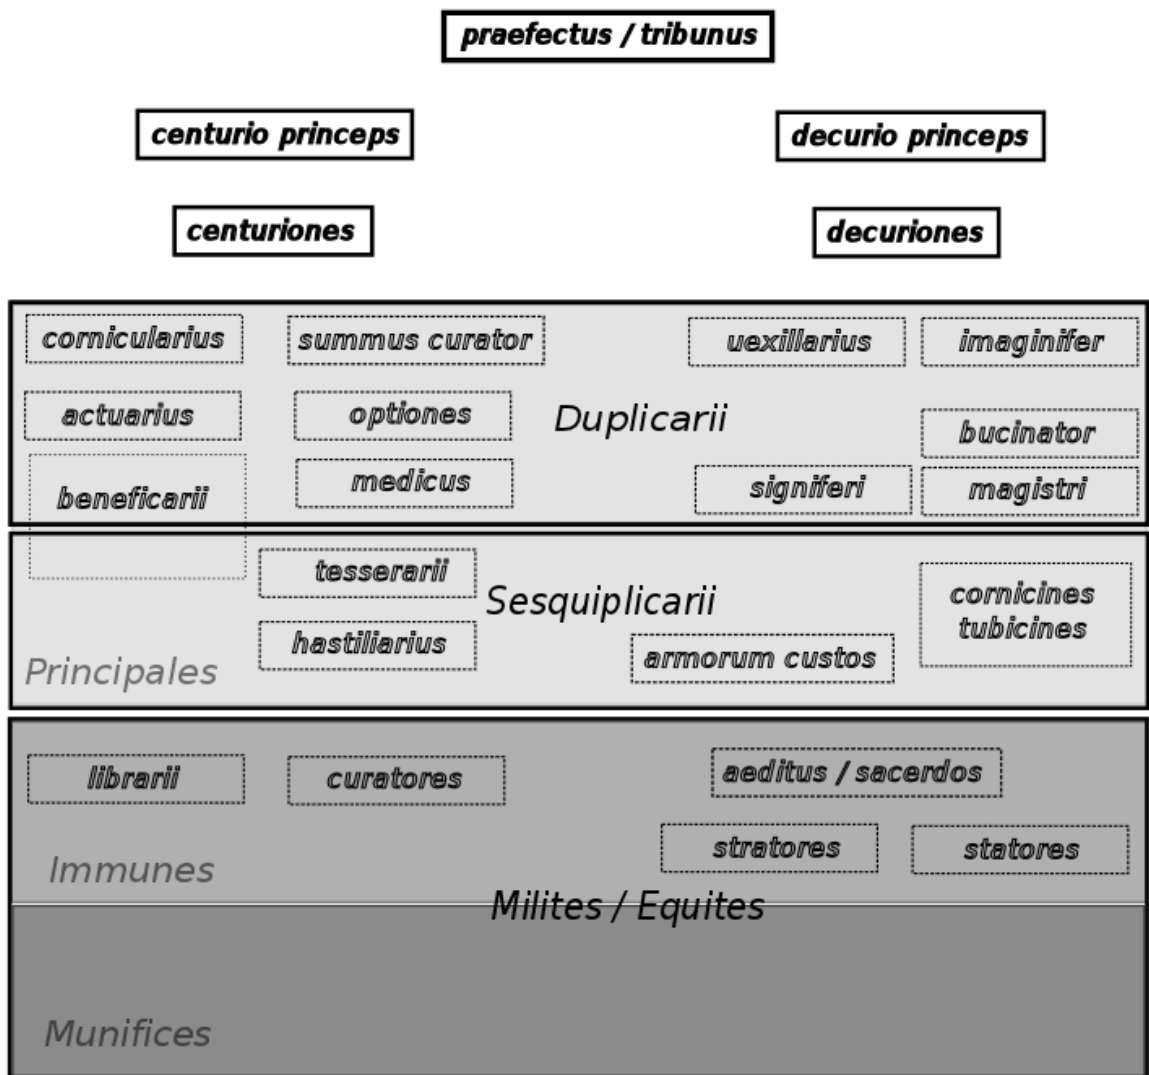 praefectus / tribunus
centurio princeps
decurio princeps
centuriones
decuriones
cornicularius
summus curator
uexillarius
imaginifer
actuarius
optiones
Duplicarii
bucinator
beneficarii
medicus
signiferi
magistri
tesserarii
Sesquiplicarii
cornicines
tubicines
hastiliarius
armorum custos
Principales
librarii
curatores
aeditus / sacerdos
stratores
statores
Immunes
Milites / Equites
Munifices